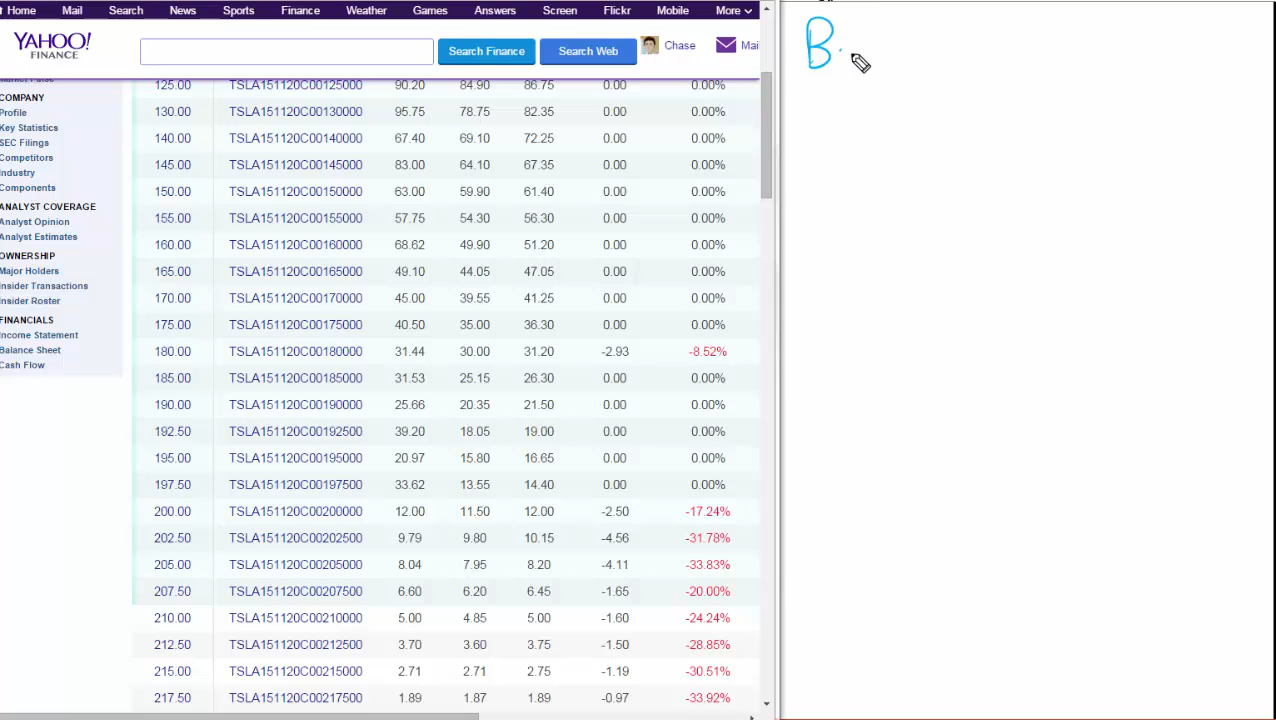 Home Mail Search News Sports Finance Weather Games Answers Screen Flickr Mobile More
YAHOO!
FINANCE
Search Finance Search Web Chase Mai
COMPANY
Profile
Key Statistics
SEC Filings
Competitors
Industry
Components
ANALYST COVERAGE
Analyst Opinion
Analyst Estimates
OWNERSHIP
Major Holders
Insider Transactions
Insider Roster
FINANCIALS
Income Statement
Balance Sheet
Cash Flow
125.00 TSLA151120C00125000 90.20 84.90 86.75 0.00 0.00%
130.00 TSLA151120C00130000 95.75 78.75 82.35 0.00 0.00%
140.00 TSLA151120C00140000 67.40 69.10 72.25 0.00 0.00%
145.00 TSLA151120C00145000 83.00 64.10 67.35 0.00 0.00%
150.00 TSLA151120C00150000 63.00 59.90 61.40 0.00 0.00%
155.00 TSLA151120C00155000 57.75 54.30 56.30 0.00 0.00%
160.00 TSLA151120C00160000 68.62 49.90 51.20 0.00 0.00%
165.00 TSLA151120C00165000 49.10 44.05 47.05 0.00 0.00%
170.00 TSLA151120C00170000 45.00 39.55 41.25 0.00 0.00%
175.00 TSLA151120C00175000 40.50 35.00 36.30 0.00 0.00%
180.00 TSLA151120C00180000 31.44 30.00 31.20 -2.93 -8.52%
185.00 TSLA151120C00185000 31.53 25.15 26.30 0.00 0.00%
190.00 TSLA151120C00190000 25.66 20.35 21.50 0.00 0.00%
192.50 TSLA151120C00192500 39.20 18.05 19.00 0.00 0.00%
195.00 TSLA151120C00195000 20.97 15.80 16.65 0.00 0.00%
197.50 TSLA151120C00197500 33.62 13.55 14.40 0.00 0.00%
200.00 TSLA151120C00200000 12.00 11.50 12.00 -2.50 -17.24%
202.50 TSLA151120C00202500 9.79 9.80 10.15 -4.56 -31.78%
205.00 TSLA151120C00205000 8.04 7.95 8.20 -4.11 -33.83%
207.50 TSLA151120C00207500 6.60 6.20 6.45 -1.65 -20.00%
210.00 TSLA151120C00210000 5.00 4.85 5.00 -1.60 -24.24%
212.50 TSLA151120C00212500 3.70 3.60 3.75 -1.50 -28.85%
215.00 TSLA151120C00215000 2.71 2.71 2.75 -1.19 -30.51%
217.50 TSLA151120C00217500 1.89 1.87 1.89 -0.97 -33.92%
B